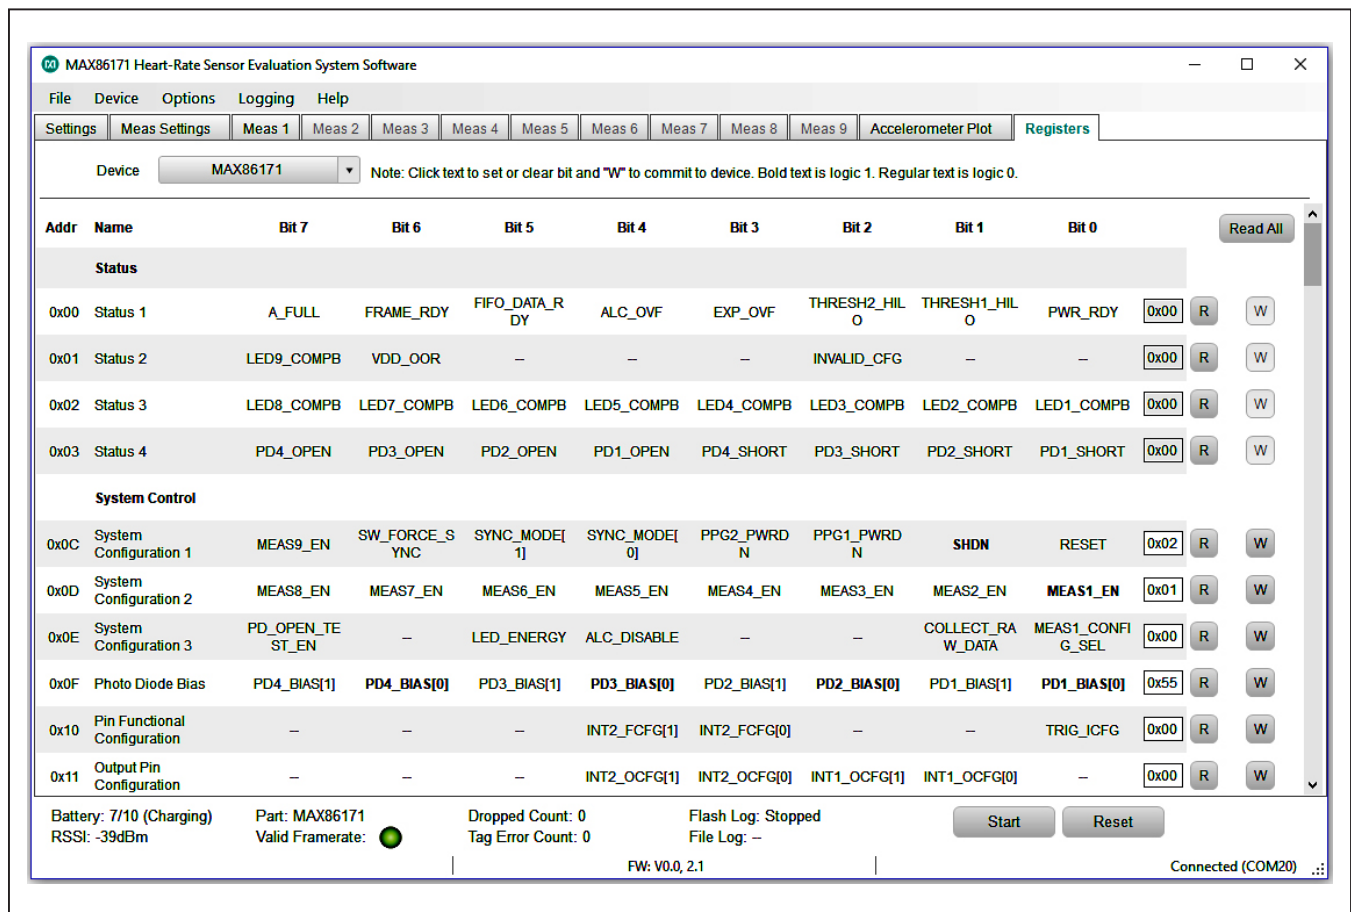 MAX86171 Heart-Rate Sensor Evaluation System Software
File Device Options Logging Help
Settings Meas Settings Meas 1 Meas 2 Meas 3 Meas 4 Meas 5 Meas 6 Meas 7 Meas 8 Meas 9 Accelerometer Plot Registers
Device MAX86171 Note: Click text to set or clear bit and "W" to commit to device. Bold text is logic 1. Regular text is logic 0.
Addr Name Bit 7 Bit 6 Bit 5 Bit 4 Bit 3 Bit 2 Bit 1 Bit 0 Read All
Status
0x00 Status 1 A_FULL FRAME_RDY FIFO_DATA_R ALC_OVF EXP_OVF THRESH2_HIL THRESH1_HIL PWR_RDY 0x00 R W
DY O O
0x01 Status 2 LED9_COMPB VDD_OOR -- -- -- INVALID_CFG -- -- 0x00 R W
0x02 Status 3 LED8_COMPB LED7_COMPB LED6_COMPB LED5_COMPB LED4_COMPB LED3_COMPB LED2_COMPB LED1_COMPB 0x00 R W
0x03 Status 4 PD4_OPEN PD3_OPEN PD2_OPEN PD1_OPEN PD4_SHORT PD3_SHORT PD2_SHORT PD1_SHORT 0x00 R W
System Control
0x0C System MEAS9_EN SW_FORCE_S SYNC_MODE[ SYNC_MODE[ PPG2_PWRD PPG1_PWRD SHDN RESET 0x02 R W
Configuration 1 YNC 1] 0] N N
0x0D System MEAS8_EN MEAS7_EN MEAS6_EN MEAS5_EN MEAS4_EN MEAS3_EN MEAS2_EN MEAS1_EN 0x01 R W
Configuration 2
0x0E System PD_OPEN_TE -- LED_ENERGY ALC_DISABLE -- -- COLLECT_RA MEAS1_CONFI 0x00 R W
Configuration 3 ST_EN W_DATA G_SEL
0x0F Photo Diode Bias PD4_BIAS[1] PD4_BIAS[0] PD3_BIAS[1] PD3_BIAS[0] PD2_BIAS[1] PD2_BIAS[0] PD1_BIAS[1] PD1_BIAS[0] 0x55 R W
0x10 Pin Functional -- -- -- INT2_FCFG[1] INT2_FCFG[0] -- -- TRIG_ICFG 0x00 R W
Configuration
0x11 Output Pin -- -- -- INT2_OCFG[1] INT2_OCFG[0] INT1_OCFG[1] INT1_OCFG[0] -- 0x00 R W
Configuration
Battery: 7/10 (Charging) Part: MAX86171 Dropped Count: 0 Flash Log: Stopped Start Reset
RSSI: -39dBm Valid Framerate: Tag Error Count: 0 File Log: --
FW: V0.0, 2.1 Connected (COM20)